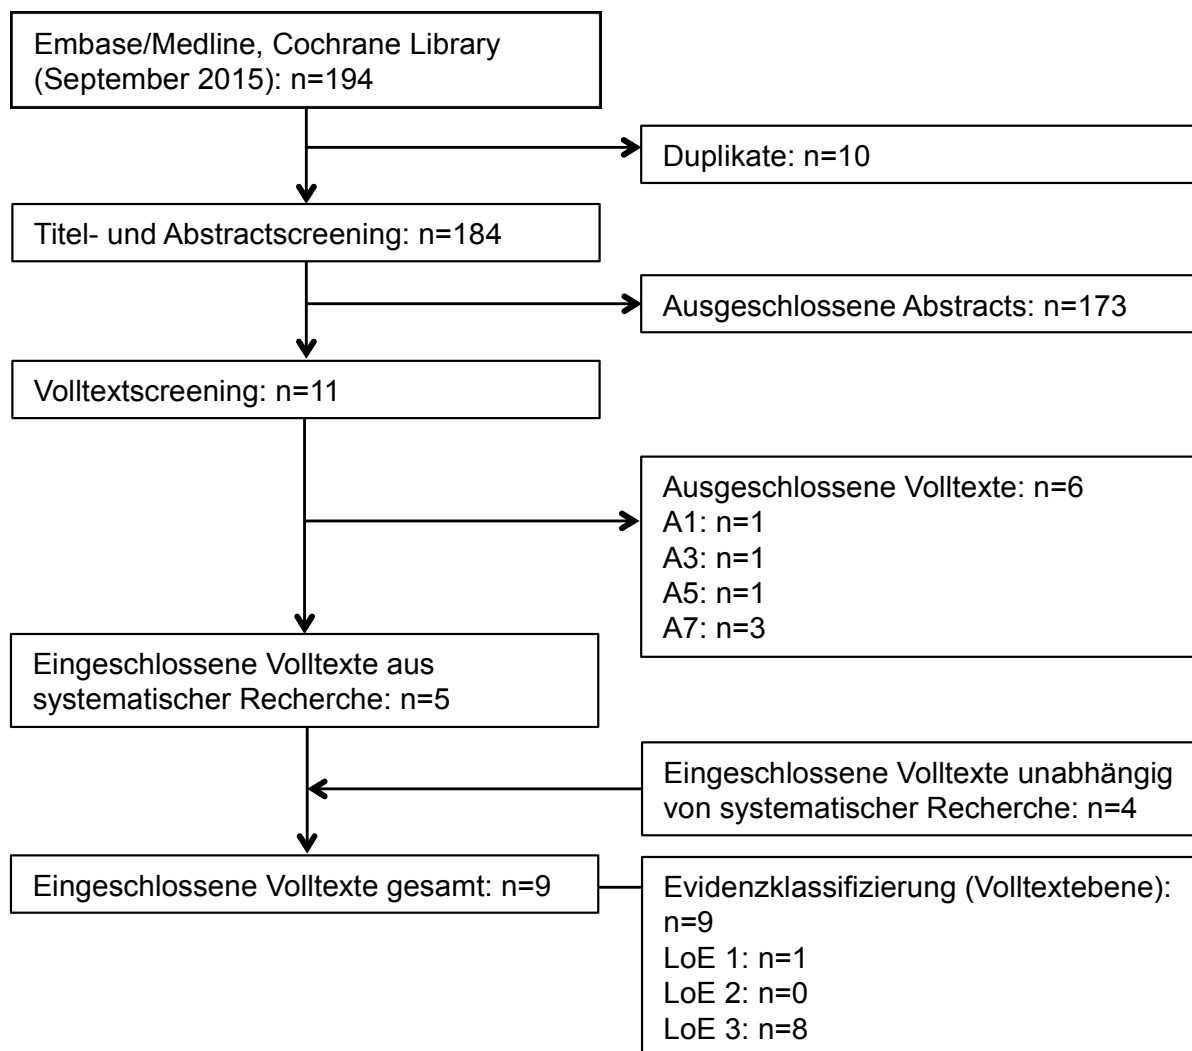 Embase/Medline, Cochrane Library
(September 2015): n=194
Duplikate: n=10
Titel- und Abstractscreening: n=184
Ausgeschlossene Abstracts: n=173
Volltextscreening: n=11
Ausgeschlossene Volltexte: n=6
A1: n=1
A3: n=1
A5: n=1
A7: n=3
Eingeschlossene Volltexte aus
systematischer Recherche: n=5
Eingeschlossene Volltexte unabhängig
von systematischer Recherche: n=4
Eingeschlossene Volltexte gesamt: n=9
Evidenzklassifizierung (Volltextebene):
n=9
LoE 1: n=1
LoE 2: n=0
LoE 3: n=8